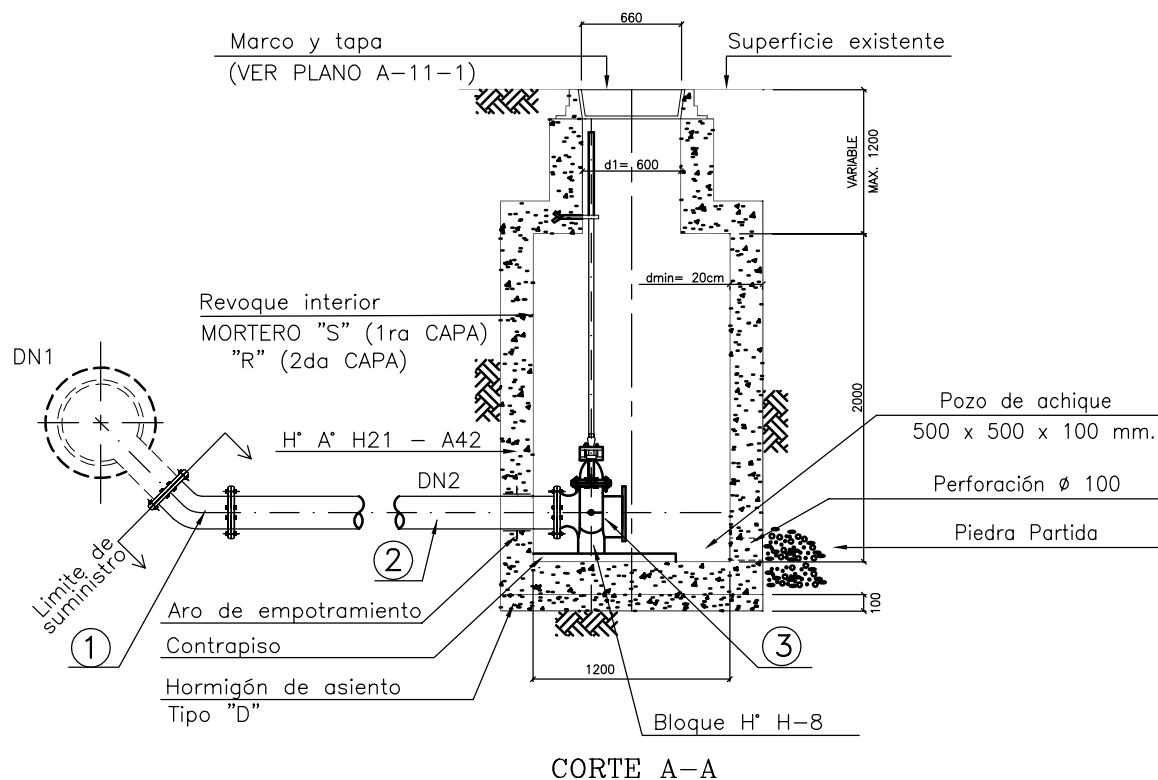 660
Marco y tapa
(VER PLANO A-11-1)
Superficie existente
VARIABLE
MAX. 1200
d1= 600
dmin= 20cm
Revoque interior
MORTERO "S" (1ra CAPA)
"R" (2da CAPA)
DN1
2000
Pozo de achique
500 x 500 x 100 mm.
H° A° H21 - A42
DN2
Perforación ø 100
Piedra Partida
2
Limite de
suministro
Aro de empotramiento
100
1
Contrapiso
3
1200
Hormigón de asiento
Tipo "D"
Bloque H° H-8
CORTE A-A